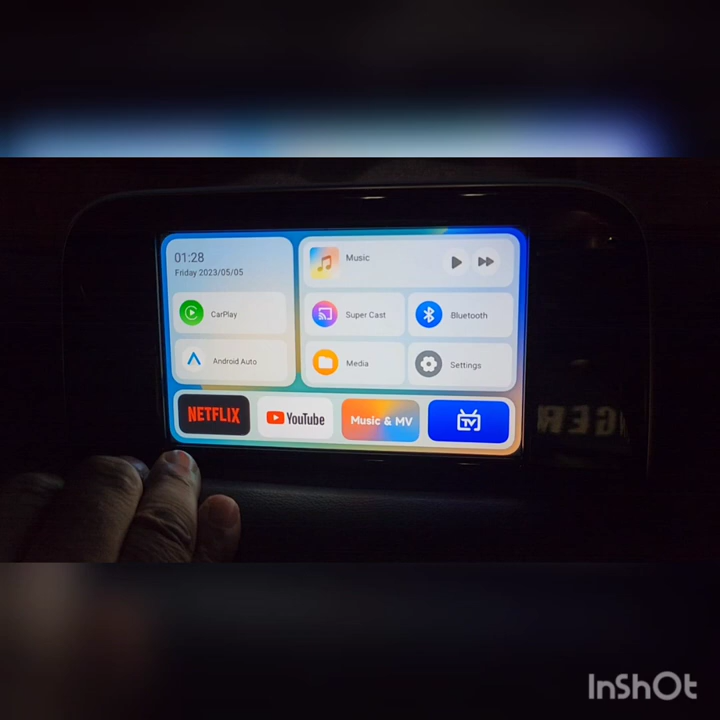 01:28
Friday 2023/05/05
Music
CarPlay
Super Cast
Bluetooth
Android Auto
Media
Settings
NETFLIX
YouTube
Music & MV
TV
InShOt